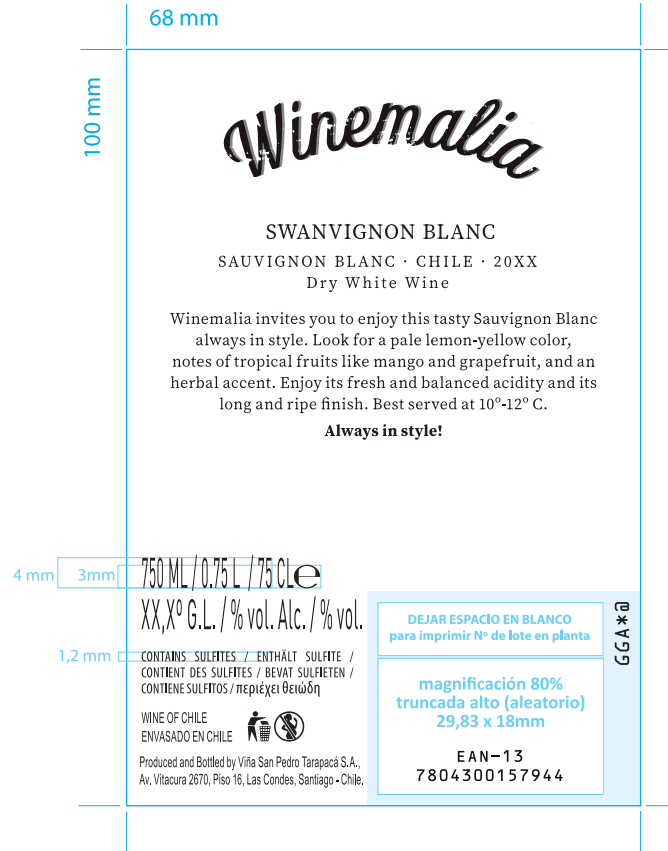 68 mm
100 mm
Winemalia
SWANVIGNON BLANC
SAUVIGNON BLANC · CHILE · 20XX
Dry White Wine
Winemalia invites you to enjoy this tasty Sauvignon Blanc
always in style. Look for a pale lemon-yellow color,
notes of tropical fruits like mango and grapefruit, and an
herbal accent. Enjoy its fresh and balanced acidity and its
long and ripe finish. Best served at 10º-12º C.
Always in style!
4 mm
3mm
750 ML / 0.75 L / 75 CL℮
XX,Xº G.L. / % vol. Alc. / % vol.
1,2 mm
CONTAINS SULFITES / ENTHÄLT SULFITE /
CONTIENT DES SULFITES / BEVAT SULFIETEN /
CONTIENE SULFITOS / περιέχει θειώδη
WINE OF CHILE
ENVASADO EN CHILE
Produced and Bottled by Viña San Pedro Tarapacá S.A.,
Av. Vitacura 2670, Piso 16, Las Condes, Santiago - Chile.
DEJAR ESPACIO EN BLANCO
para imprimir Nº de lote en planta
GGA*a
magnificación 80%
truncada alto (aleatorio)
29,83 x 18mm
EAN-13
7804300157944